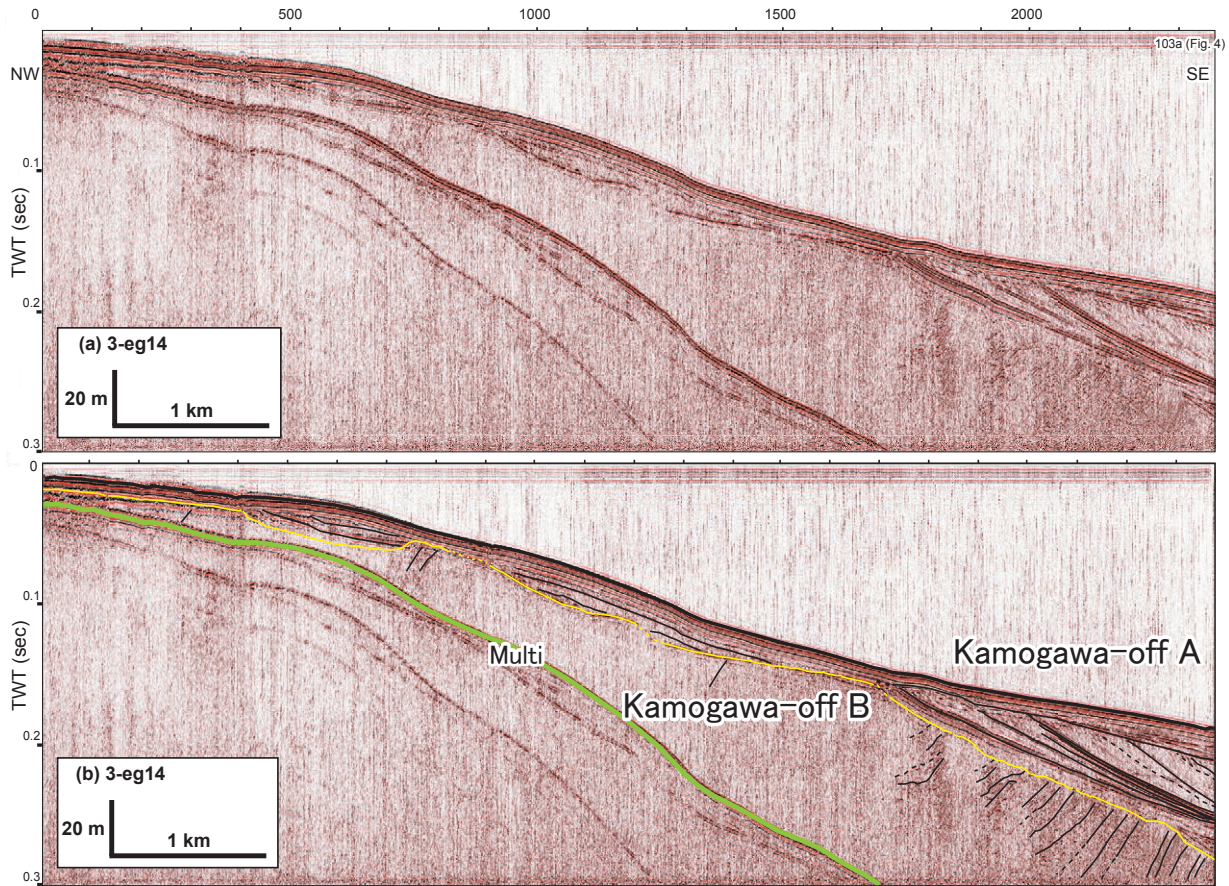 0 500 1000 1500 2000
103a (Fig. 4)
NW SE
0.1
TWT (sec)
0.2
(a) 3-eg14
20 m
1 km
0.3
0
0.1
Multi
Kamogawa-off A
Kamogawa-off B
TWT (sec)
0.2
(b) 3-eg14
20 m
1 km
0.3